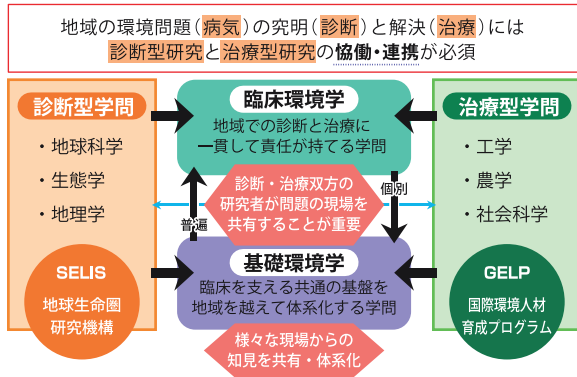 地域の環境問題（病気）の究明（診断）と解決（治療）には
診断型研究と治療型研究の協働・連携が必須
診断型学問
・地球科学
・生態学
・地理学
SELIS
地球生命圏
研究機構
臨床環境学
地域での診断と治療に
一貫して責任が持てる学問
診断・治療双方の
研究者が問題の現場を
共有することが重要
普遍
個別
基礎環境学
臨床を支える共通の基盤を
地域を越えて体系化する学問
様々な現場からの
知見を共有・体系化
治療型学問
・工学
・農学
・社会科学
GELP
国際環境人材
育成プログラム